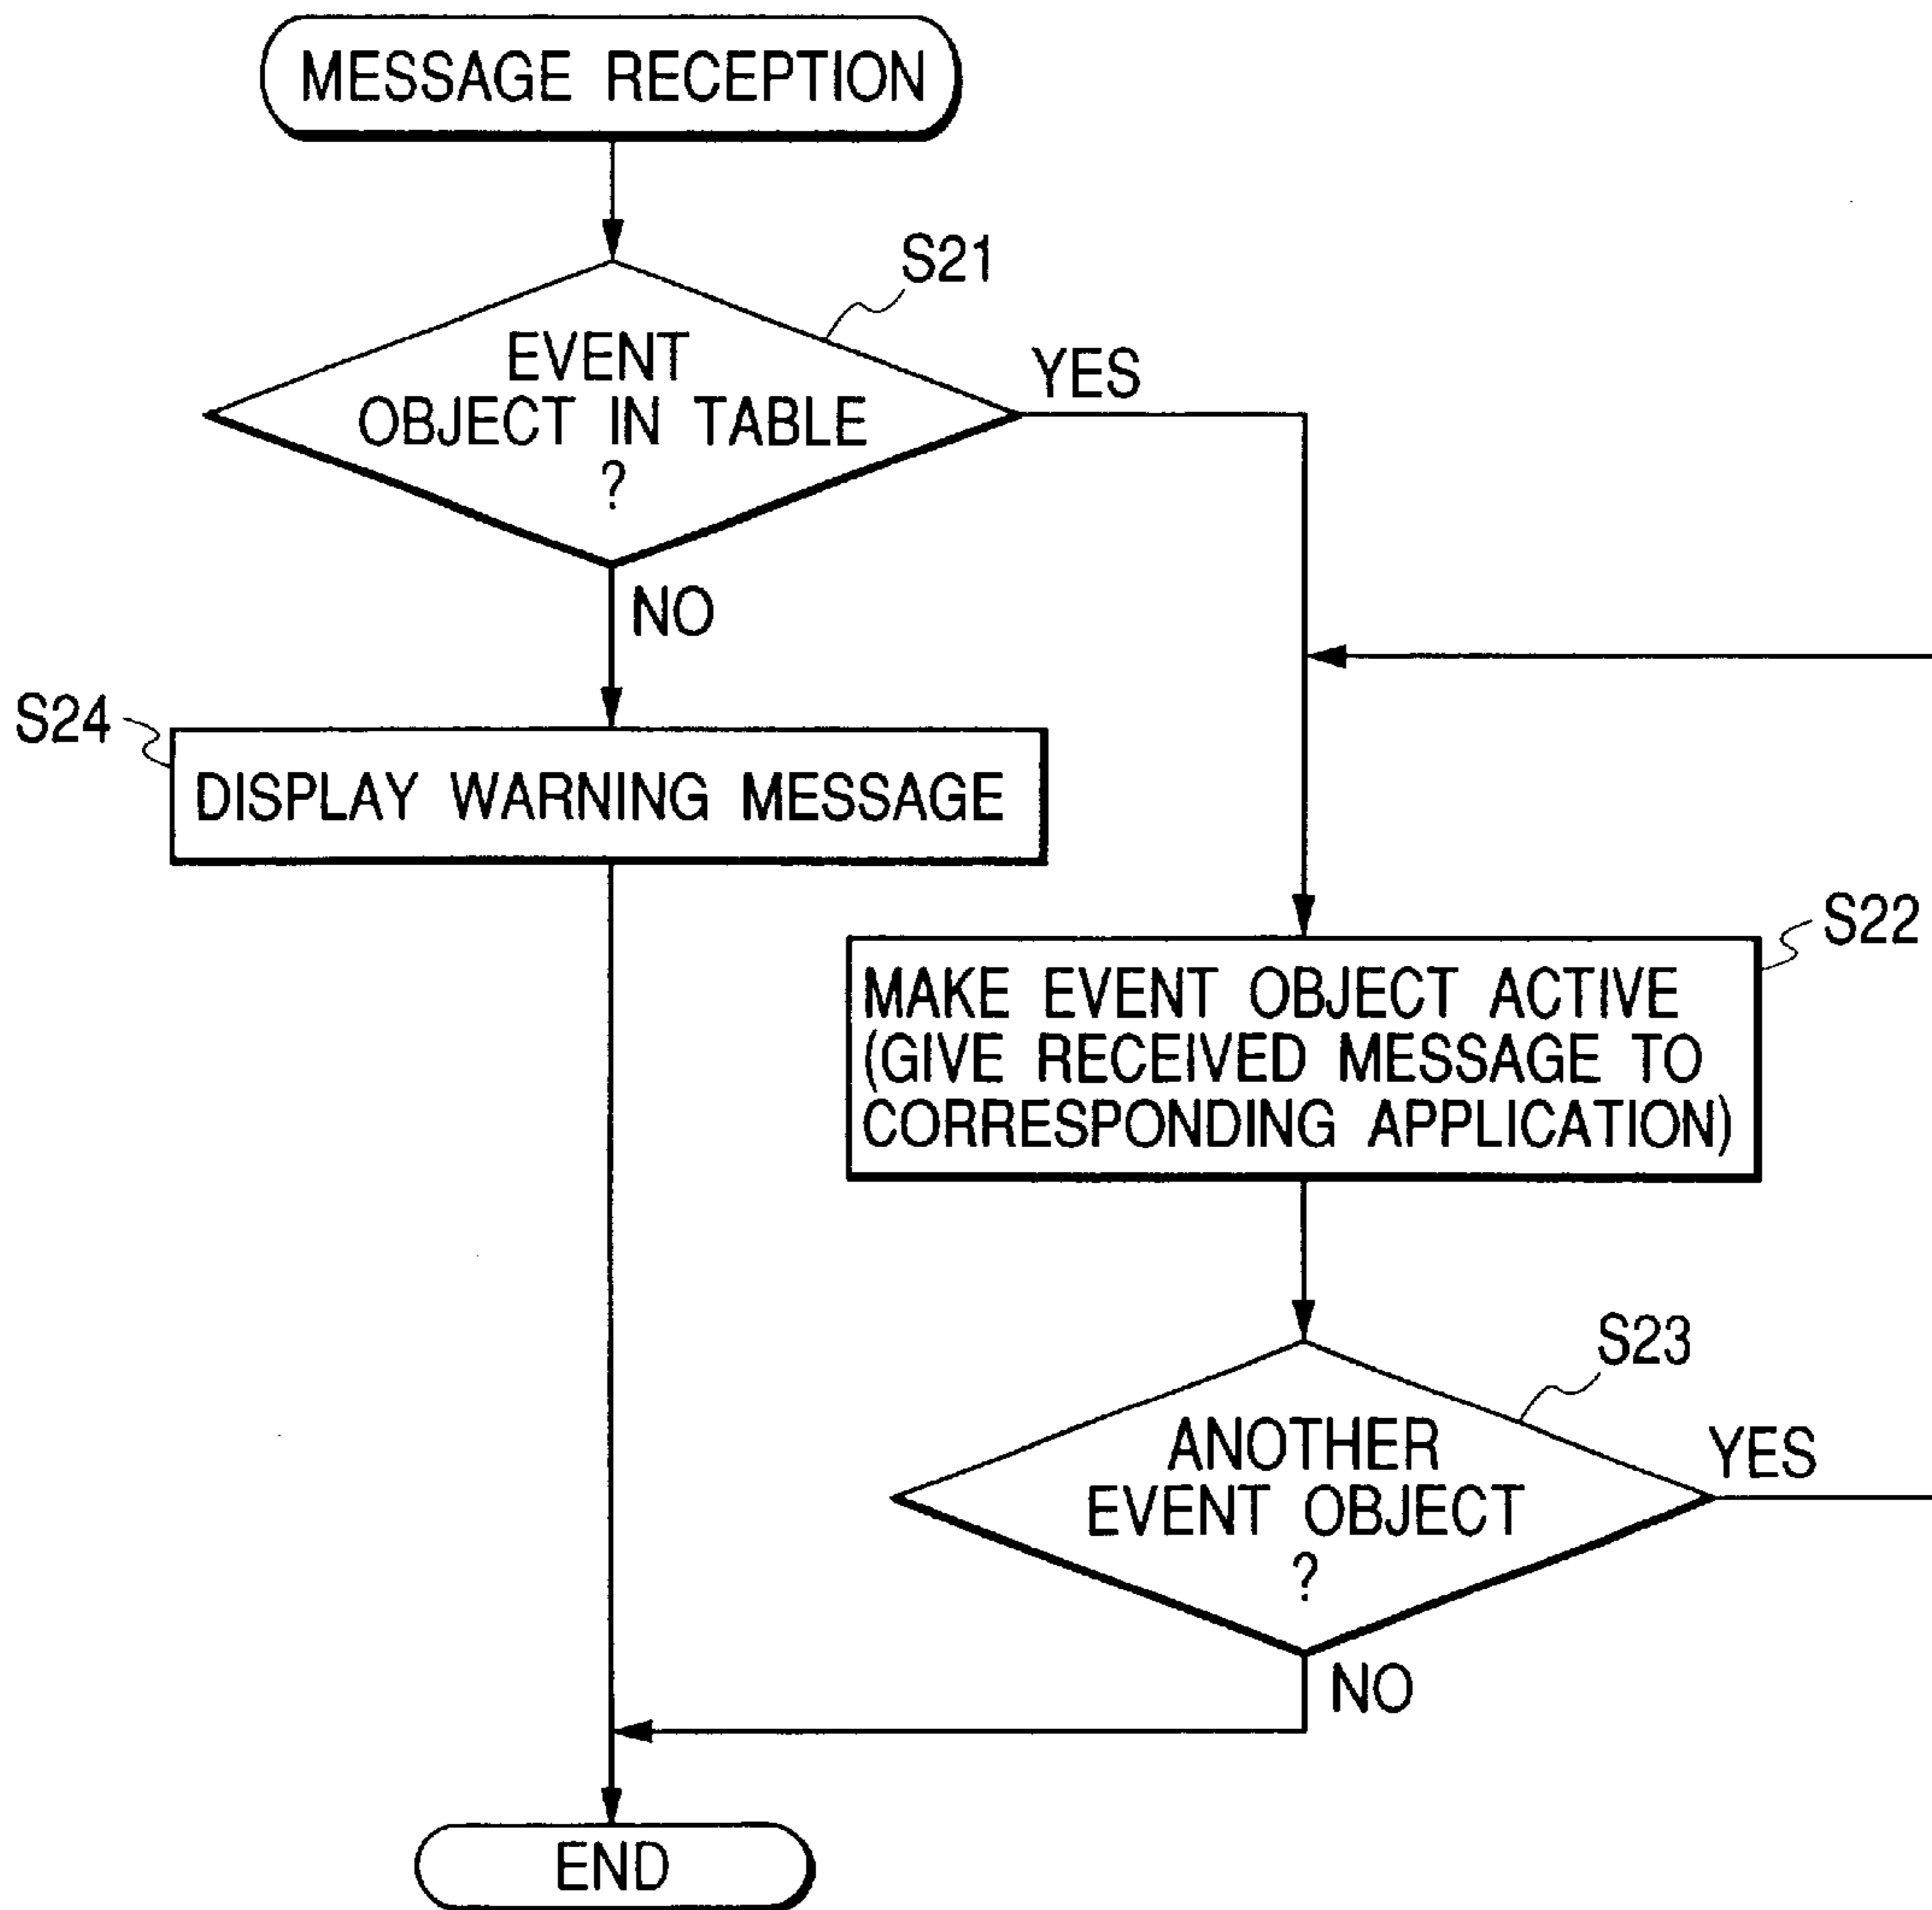 MESSAGE RECEPTION
S21
EVENT
OBJECT IN TABLE
?
YES
NO
S24
DISPLAY WARNING MESSAGE
S22
MAKE EVENT OBJECT ACTIVE
(GIVE RECEIVED MESSAGE TO
CORRESPONDING APPLICATION)
S23
ANOTHER
EVENT OBJECT
?
YES
NO
END